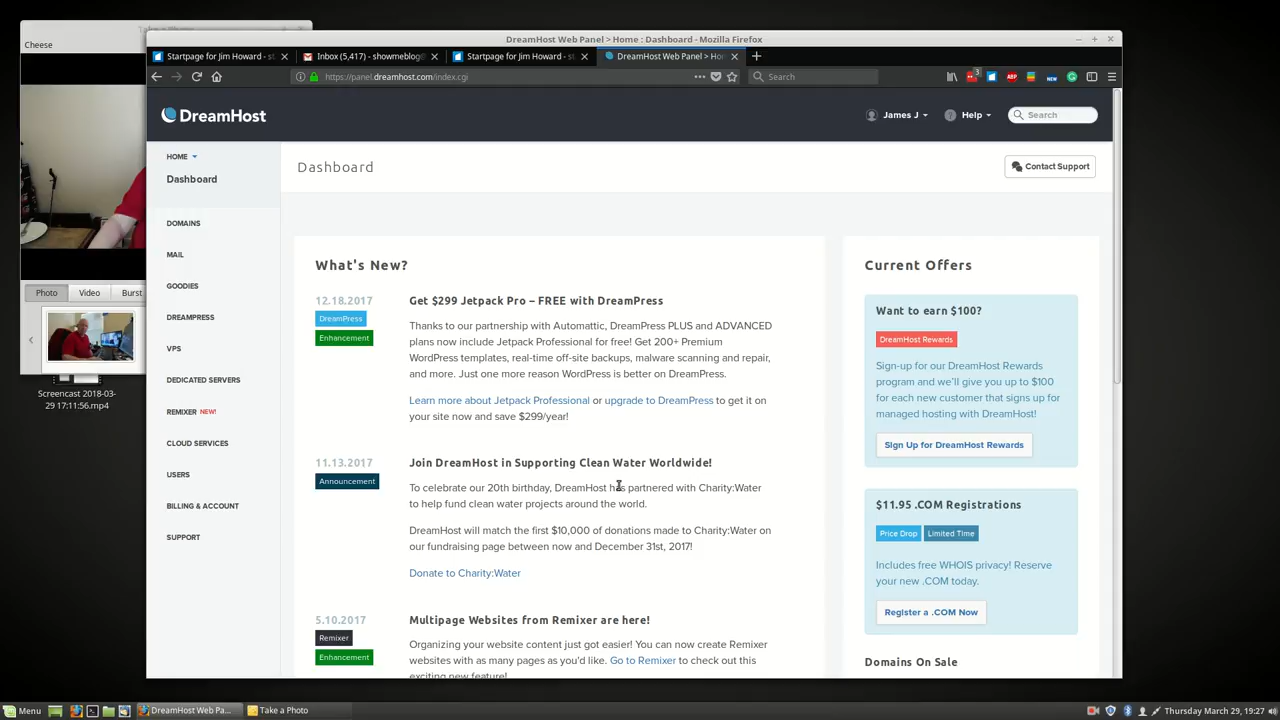 Cheese
DreamHost Web Panel > Home : Dashboard - Mozilla Firefox
Startpage for Jim Howard - s
Inbox (5,417) - showmeblog@
Startpage for Jim Howard - st
DreamHost Web Panel > Ho
https://panel.dreamhost.com/index.cgi
Search
3
ABP
NEW
DreamHost
James J
Help
Search
HOME
Dashboard
DOMAINS
MAIL
GOODIES
DREAMPRESS
VPS
DEDICATED SERVERS
REMIXER NEW!
CLOUD SERVICES
USERS
BILLING & ACCOUNT
SUPPORT
Dashboard
Contact Support
What's New?
12.18.2017
DreamPress
Enhancement
Get $299 Jetpack Pro – FREE with DreamPress
Thanks to our partnership with Automattic, DreamPress PLUS and ADVANCED
plans now include Jetpack Professional for free! Get 200+ Premium
WordPress templates, real-time off-site backups, malware scanning and repair,
and more. Just one more reason WordPress is better on DreamPress.
Learn more about Jetpack Professional or upgrade to DreamPress to get it on
your site now and save $299/year!
11.13.2017
Announcement
Join DreamHost in Supporting Clean Water Worldwide!
To celebrate our 20th birthday, DreamHost has partnered with Charity:Water
to help fund clean water projects around the world.
DreamHost will match the first $10,000 of donations made to Charity:Water on
our fundraising page between now and December 31st, 2017!
Donate to Charity:Water
5.10.2017
Remixer
Enhancement
Multipage Websites from Remixer are here!
Organizing your website content just got easier! You can now create Remixer
websites with as many pages as you'd like. Go to Remixer to check out this
exciting new feature!
Current Offers
Want to earn $100?
DreamHost Rewards
Sign-up for our DreamHost Rewards
program and we'll give you up to $100
for each new customer that signs up for
managed hosting with DreamHost!
Sign Up for DreamHost Rewards
$11.95 .COM Registrations
Price Drop
Limited Time
Includes free WHOIS privacy! Reserve
your new .COM today.
Register a .COM Now
Domains On Sale
Photo
Video
Burst
Screencast 2018-03-
29 17:11:56.mp4
Menu
DreamHost Web Pa...
Take a Photo
Thursday March 29, 19:27